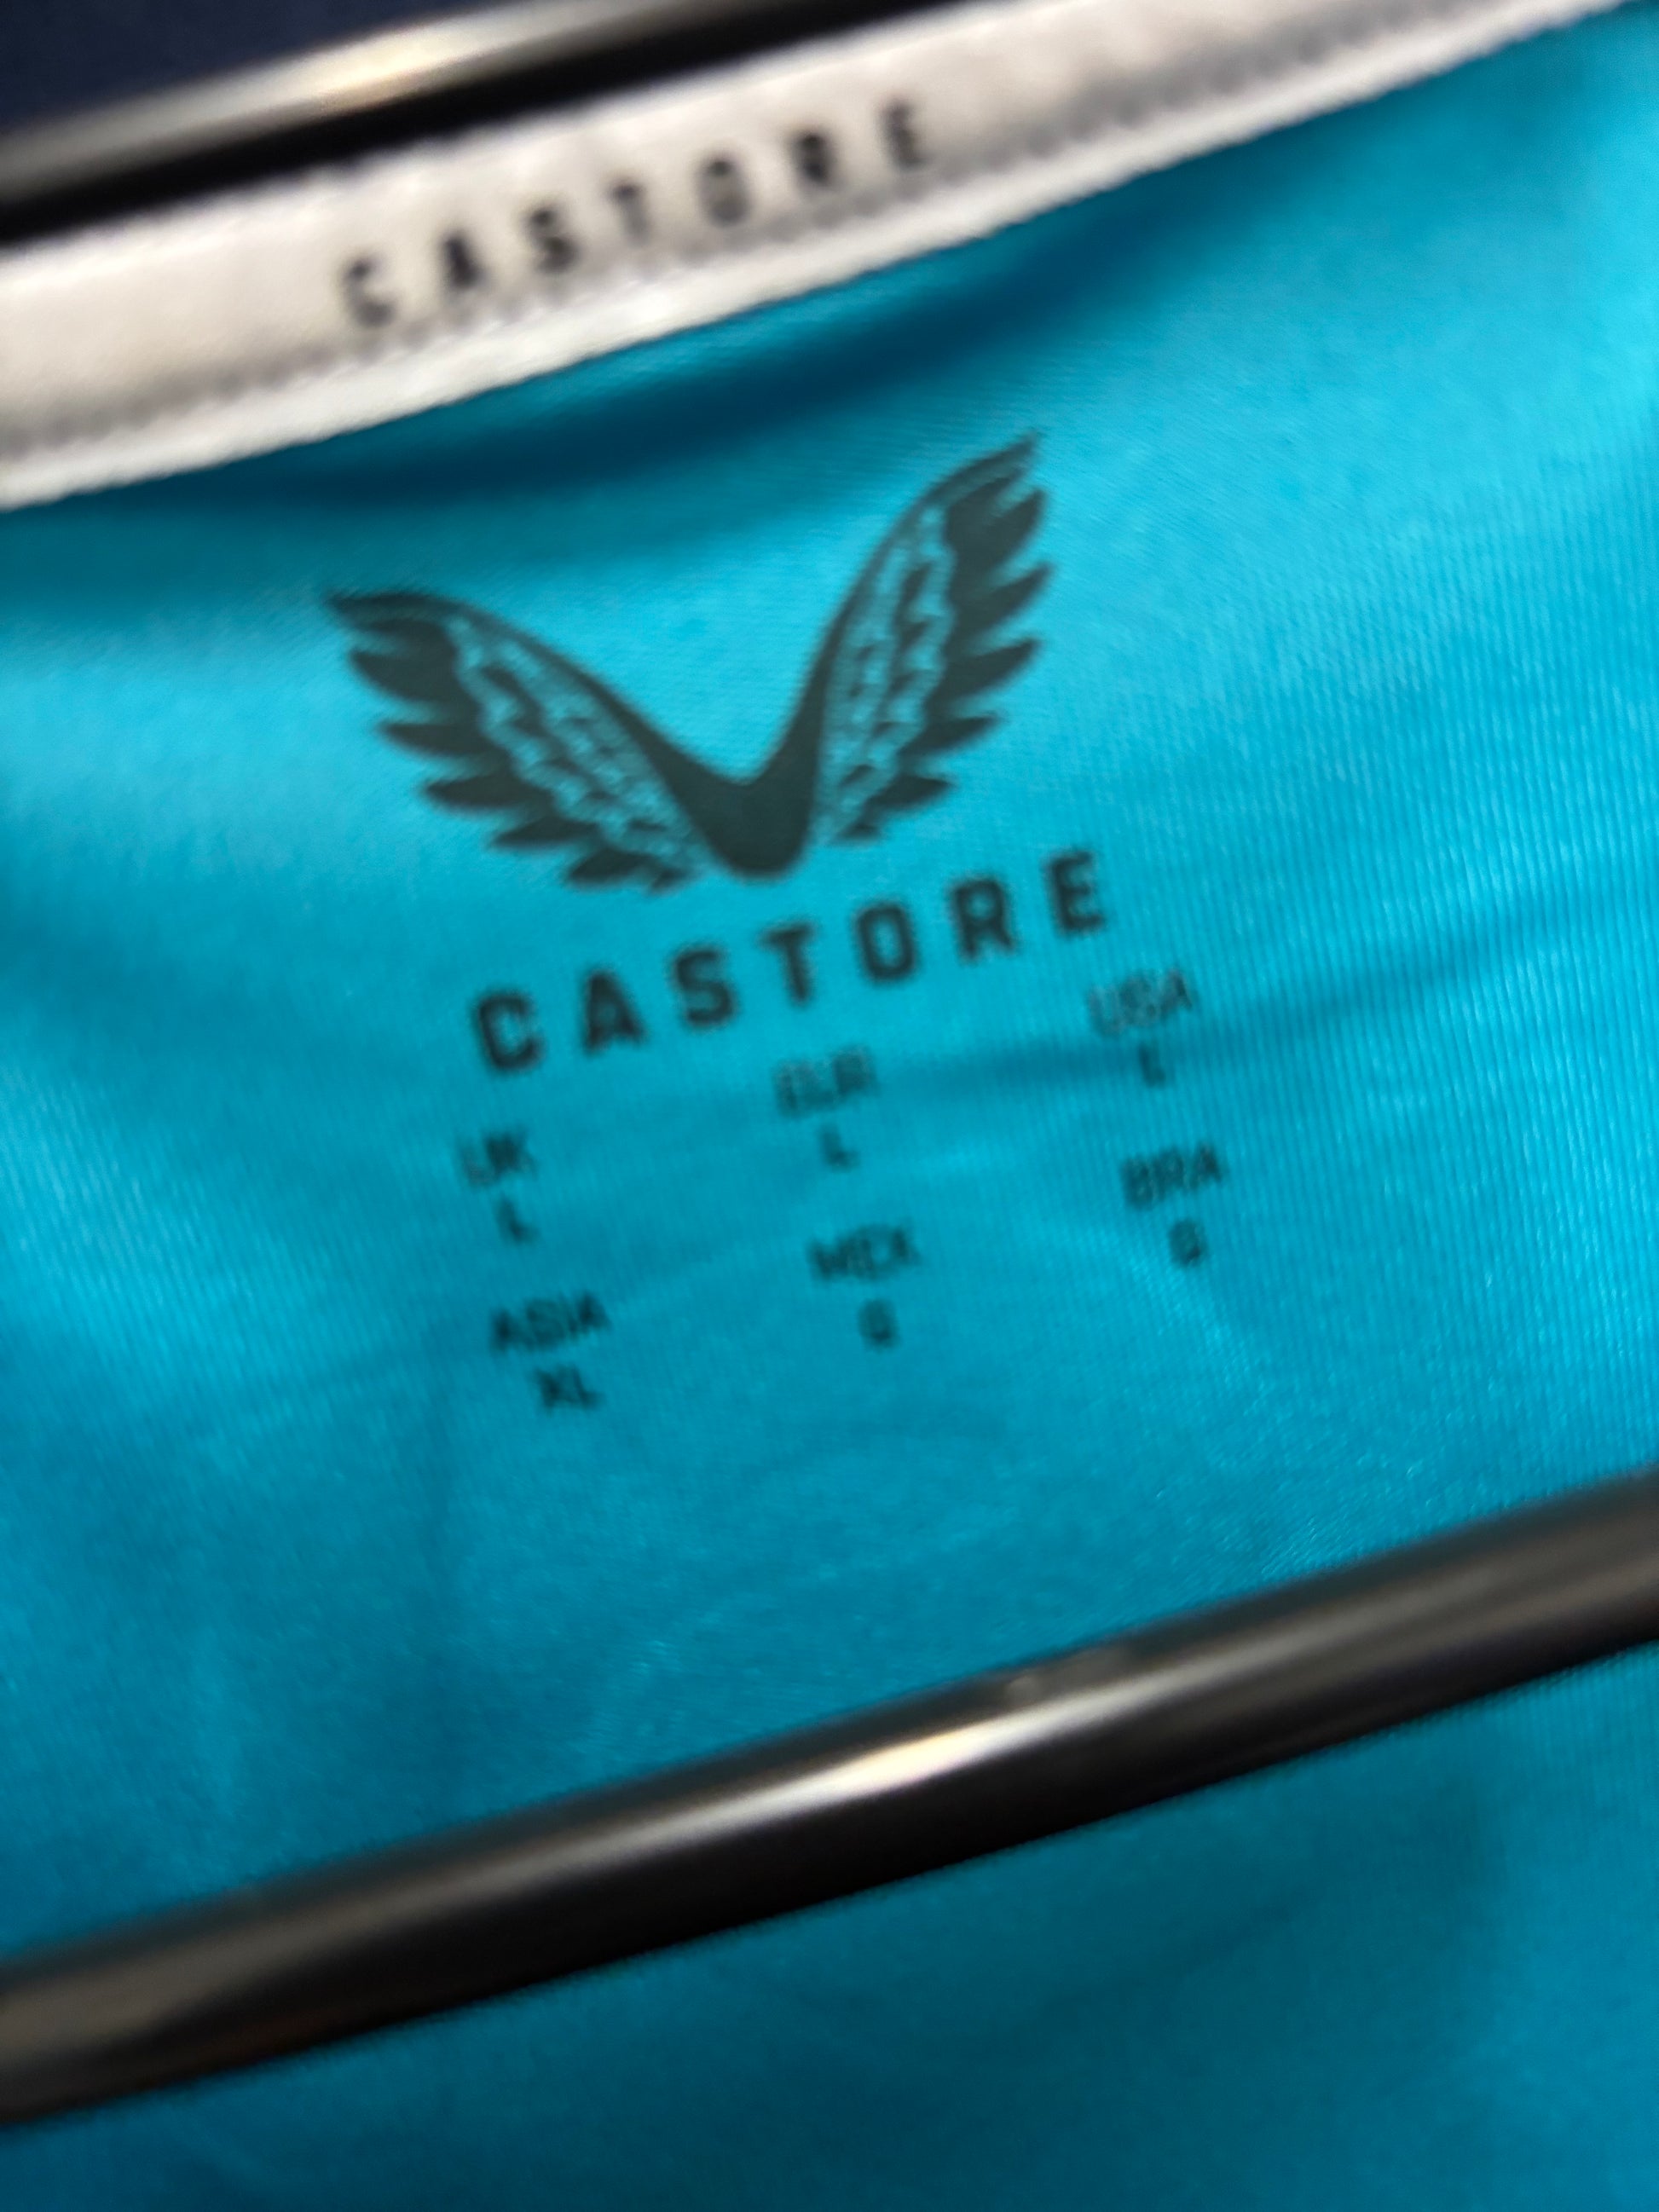 CASTORE
CASTORE
UK EUR USA
L L L
ASIA MEX BRA
XL G G